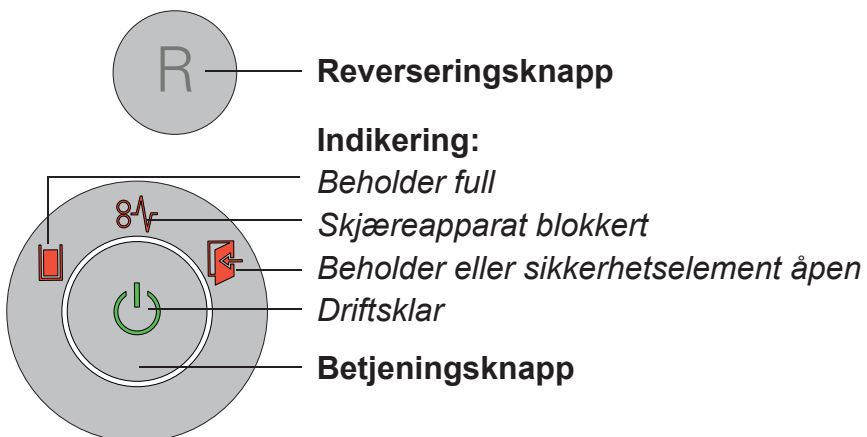 R
Reverseringsknapp
Indikering:
Beholder full
Skjæreapparat blokkert
Beholder eller sikkerhetselement åpen
Driftsklar
Betjeningsknapp